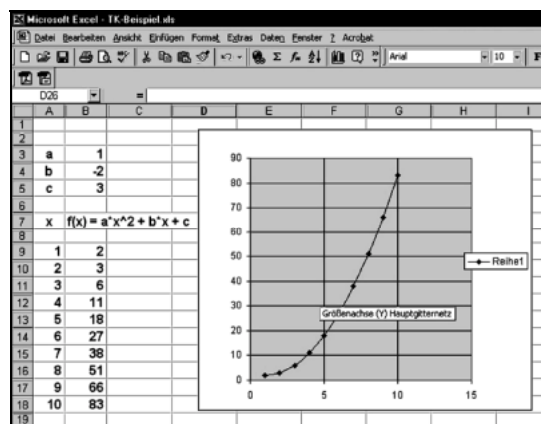 Microsoft Excel - TK-Beispiel.xls
Datei Bearbeiten Ansicht Einfügen Format Extras Daten Fenster ? Acrobat
Arial 10 F
D26 =
A B C D E F G H I
1
2
3 a 1
4 b -2
5 c 3
6
7 x f(x) = a*x^2 + b*x + c
8
9 1 2
10 2 3
11 3 6
12 4 11
13 5 18
14 6 27
15 7 38
16 8 51
17 9 66
18 10 83
19
90
80
70
60
50
40
30
20
10
0
0 5 10 15
Größenachse (Y) Hauptgitternetz
Reihe1